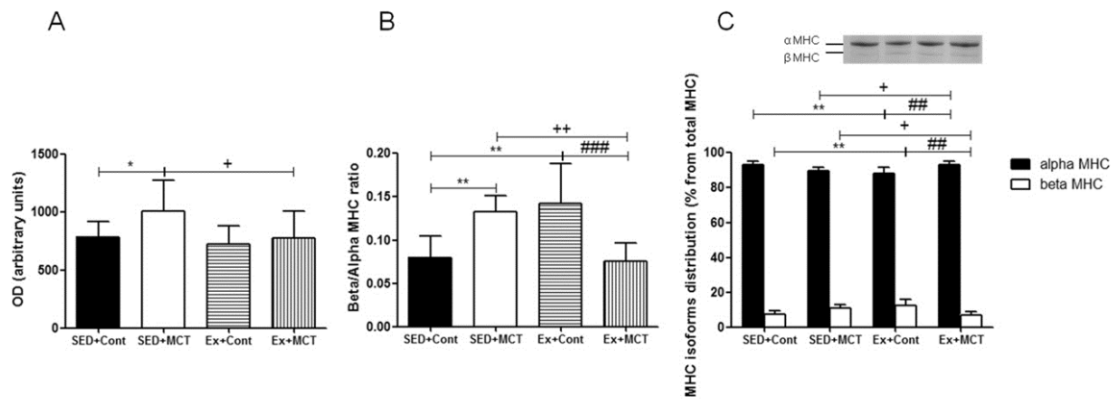 A
B
C
α MHC
β MHC
+
** ##
+
** ##
++
** ###
**
* +
OD (arbitrary units)
1500
1000
500
0
SED+Cont SED+MCT Ex+Cont Ex+MCT
Beta/Alpha MHC ratio
0.20
0.15
0.10
0.05
0.00
SED+Cont SED+MCT Ex+Cont Ex+MCT
MHC isoforms distribution (% from total MHC)
100
80
60
40
20
0
SED+Cont SED+MCT Ex+Cont Ex+MCT
alpha MHC
beta MHC